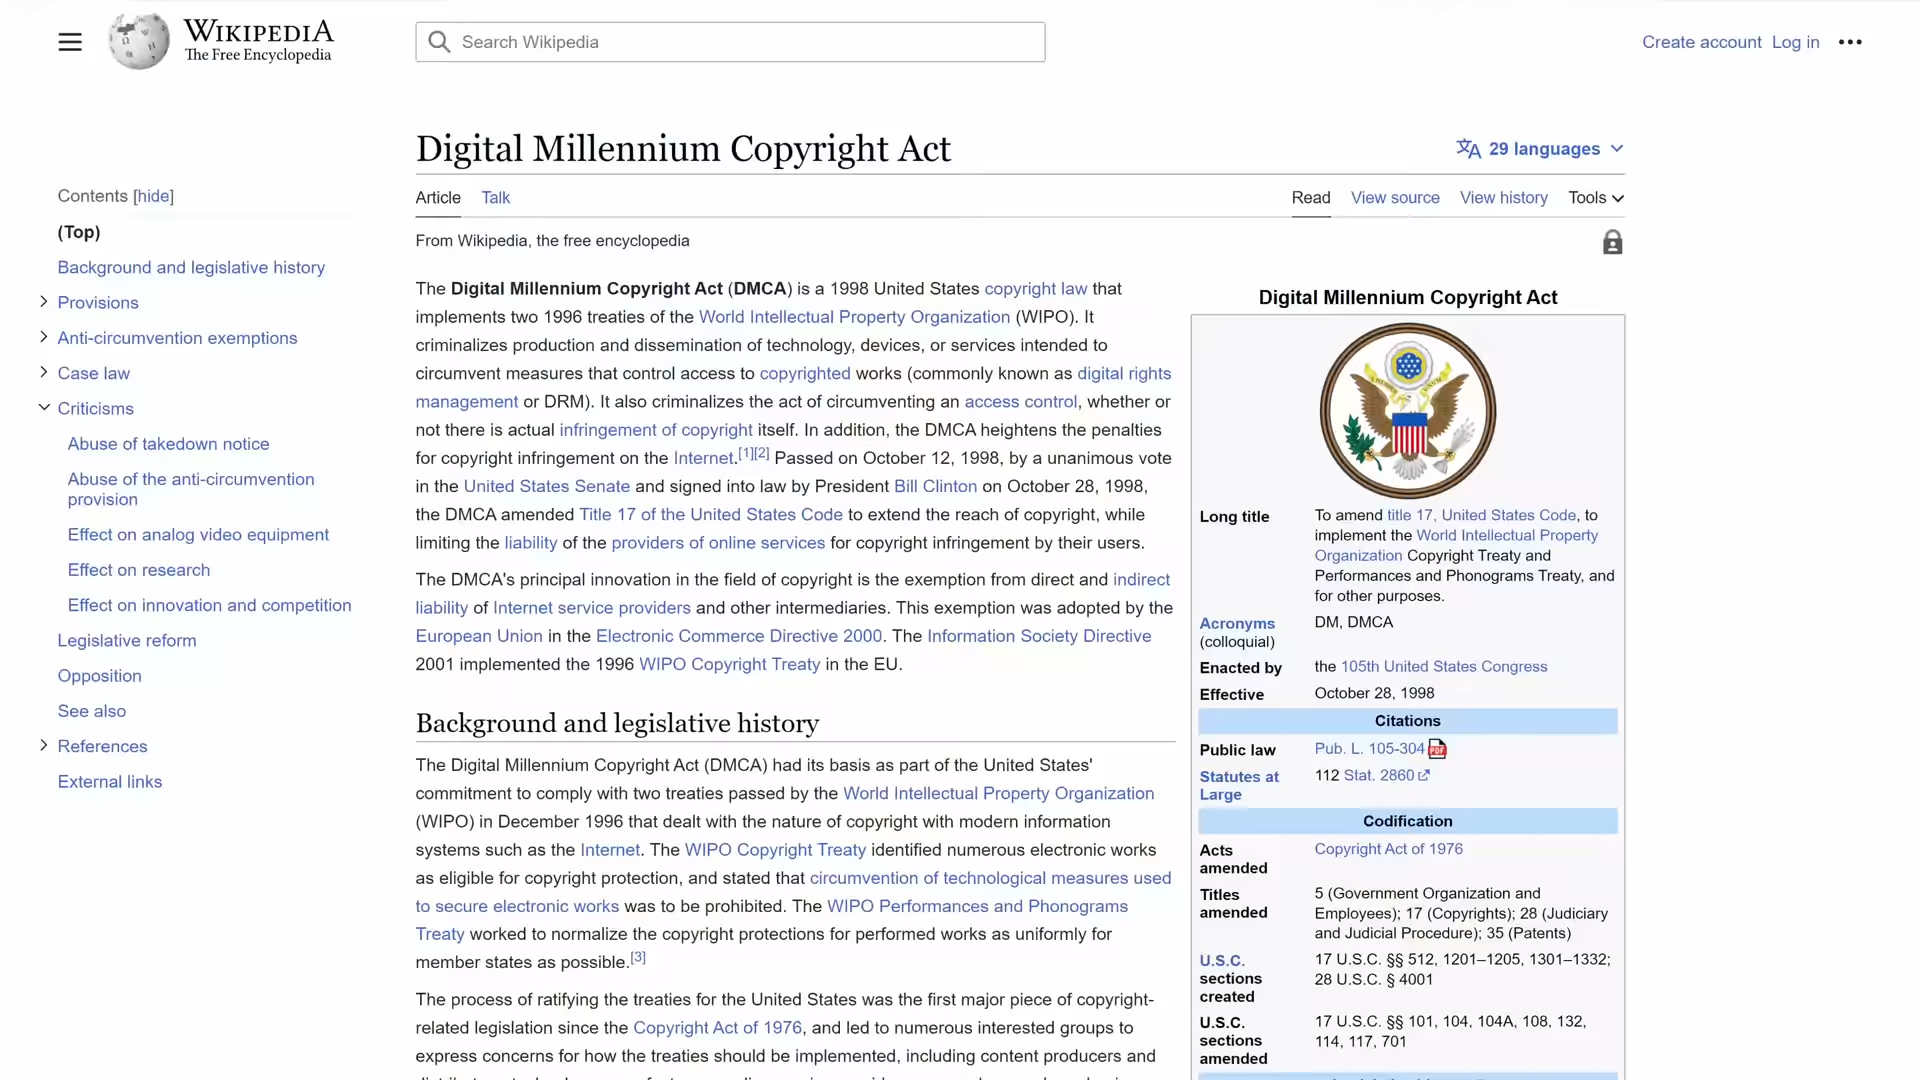 WIKIPEDIA
The Free Encyclopedia
Search Wikipedia
Create account Log in
Digital Millennium Copyright Act
29 languages
Article Talk
Read View source View history Tools
From Wikipedia, the free encyclopedia
Contents [hide]
(Top)
Background and legislative history
Provisions
Anti-circumvention exemptions
Case law
Criticisms
Abuse of takedown notice
Abuse of the anti-circumvention
provision
Effect on analog video equipment
Effect on research
Effect on innovation and competition
Legislative reform
Opposition
See also
References
External links
The Digital Millennium Copyright Act (DMCA) is a 1998 United States copyright law that
implements two 1996 treaties of the World Intellectual Property Organization (WIPO). It
criminalizes production and dissemination of technology, devices, or services intended to
circumvent measures that control access to copyrighted works (commonly known as digital rights
management or DRM). It also criminalizes the act of circumventing an access control, whether or
not there is actual infringement of copyright itself. In addition, the DMCA heightens the penalties
for copyright infringement on the Internet.[1][2] Passed on October 12, 1998, by a unanimous vote
in the United States Senate and signed into law by President Bill Clinton on October 28, 1998,
the DMCA amended Title 17 of the United States Code to extend the reach of copyright, while
limiting the liability of the providers of online services for copyright infringement by their users.
The DMCA's principal innovation in the field of copyright is the exemption from direct and indirect
liability of Internet service providers and other intermediaries. This exemption was adopted by the
European Union in the Electronic Commerce Directive 2000. The Information Society Directive
2001 implemented the 1996 WIPO Copyright Treaty in the EU.
Background and legislative history
The Digital Millennium Copyright Act (DMCA) had its basis as part of the United States'
commitment to comply with two treaties passed by the World Intellectual Property Organization
(WIPO) in December 1996 that dealt with the nature of copyright with modern information
systems such as the Internet. The WIPO Copyright Treaty identified numerous electronic works
as eligible for copyright protection, and stated that circumvention of technological measures used
to secure electronic works was to be prohibited. The WIPO Performances and Phonograms
Treaty worked to normalize the copyright protections for performed works as uniformly for
member states as possible.[3]
The process of ratifying the treaties for the United States was the first major piece of copyright-
related legislation since the Copyright Act of 1976, and led to numerous interested groups to
express concerns for how the treaties should be implemented, including content producers and
Digital Millennium Copyright Act
Long title To amend title 17, United States Code, to
implement the World Intellectual Property
Organization Copyright Treaty and
Performances and Phonograms Treaty, and
for other purposes.
Acronyms DM, DMCA
(colloquial)
Enacted by the 105th United States Congress
Effective October 28, 1998
Citations
Public law Pub. L. 105-304
Statutes at 112 Stat. 2860
Large
Codification
Acts Copyright Act of 1976
amended
Titles 5 (Government Organization and
amended Employees); 17 (Copyrights); 28 (Judiciary
and Judicial Procedure); 35 (Patents)
U.S.C. 17 U.S.C. §§ 512, 1201–1205, 1301–1332;
sections 28 U.S.C. § 4001
created
U.S.C. 17 U.S.C. §§ 101, 104, 104A, 108, 132,
sections 114, 117, 701
amended